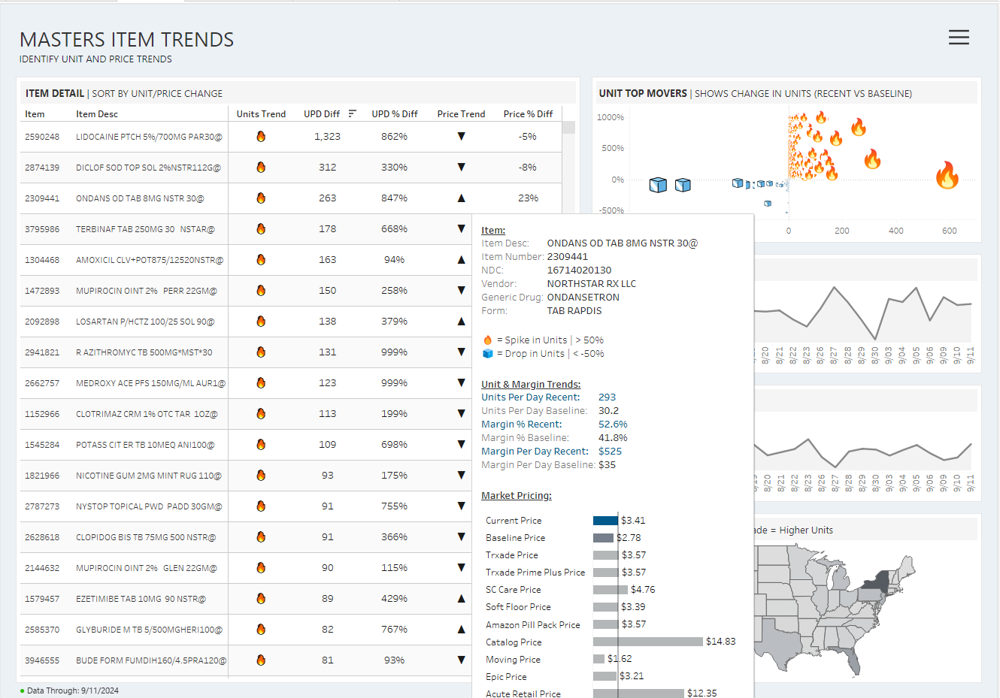 MASTERS ITEM TRENDS
IDENTIFY UNIT AND PRICE TRENDS
ITEM DETAIL | SORT BY UNIT/PRICE CHANGE
Item Item Desc Units Trend UPD Diff UPD % Diff Price Trend Price % Diff
2590248 LIDOCAINE PTCH 5%/700MG PAR30@ 1,323 862% ▼ -5%
2874139 DICLOF SOD TOP SOL 2%NSTR112G@ 312 330% ▼ -8%
2309441 ONDANS OD TAB 8MG NSTR 30@ 263 847% ▲ 23%
3795986 TERBINAF TAB 250MG 30 NSTAR@ 178 668% ▼
1304468 AMOXICIL CLV+POT875/12520NSTR@ 163 94% ▲
1472893 MUPIROCIN OINT 2% PERR 22GM@ 150 258% ▼
2092898 LOSARTAN P/HCTZ 100/25 SOL 90@ 138 379% ▲
2941821 R AZITHROMYC TB 500MG*MST*30 131 999% ▼
2662757 MEDROXY ACE PFS 150MG/ML AUR1@ 123 999% ▼
1152966 CLOTRIMAZ CRM 1% OTC TAR 1OZ@ 113 199% ▼
1545284 POTASS CIT ER TB 10MEQ ANI100@ 109 698% ▼
1821966 NICOTINE GUM 2MG MINT RUG 110@ 93 175% ▼
2787273 NYSTOP TOPICAL PWD PADD 30GM@ 91 755% ▼
2628618 CLOPIDOG BIS TB 75MG 500 NSTR@ 91 366% ▼
2144632 MUPIROCIN OINT 2% GLEN 22GM@ 90 115% ▼
1579457 EZETIMIBE TAB 10MG 90 NSTR@ 89 429% ▲
2585370 GLYBURIDE M TB 5/500MGHERI100@ 82 767% ▲
3946555 BUDE FORM FUMDIH160/4.5PRA120@ 81 93% ▼
Data Through: 9/11/2024
UNIT TOP MOVERS | SHOWS CHANGE IN UNITS (RECENT VS BASELINE)
1000%
500%
0%
-500%
0 200 400 600
Item:
Item Desc: ONDANS OD TAB 8MG NSTR 30@
Item Number: 2309441
NDC: 16714020130
Vendor: NORTHSTAR RX LLC
Generic Drug: ONDANSETRON
Form: TAB RAPDIS
= Spike in Units | > 50%
= Drop in Units | < -50%
Unit & Margin Trends:
Units Per Day Recent: 293
Units Per Day Baseline: 30.2
Margin % Recent: 52.6%
Margin % Baseline: 41.8%
Margin Per Day Recent: $525
Margin Per Day Baseline: $35
Market Pricing:
Current Price $3.41
Baseline Price $2.78
Trxade Price $3.57
Trxade Prime Plus Price $3.57
SC Care Price $4.76
Soft Floor Price $3.39
Amazon Pill Pack Price $3.57
Catalog Price $14.83
Moving Price $1.62
Epic Price $3.21
Acute Retail Price $12.35
8/20 8/21 8/22 8/23 8/26 8/27 8/28 8/29 8/30 9/03 9/04 9/05 9/06 9/09 9/10 9/11
8/20 8/21 8/22 8/23 8/26 8/27 8/28 8/29 8/30 9/03 9/04 9/05 9/06 9/09 9/10 9/11
ade = Higher Units